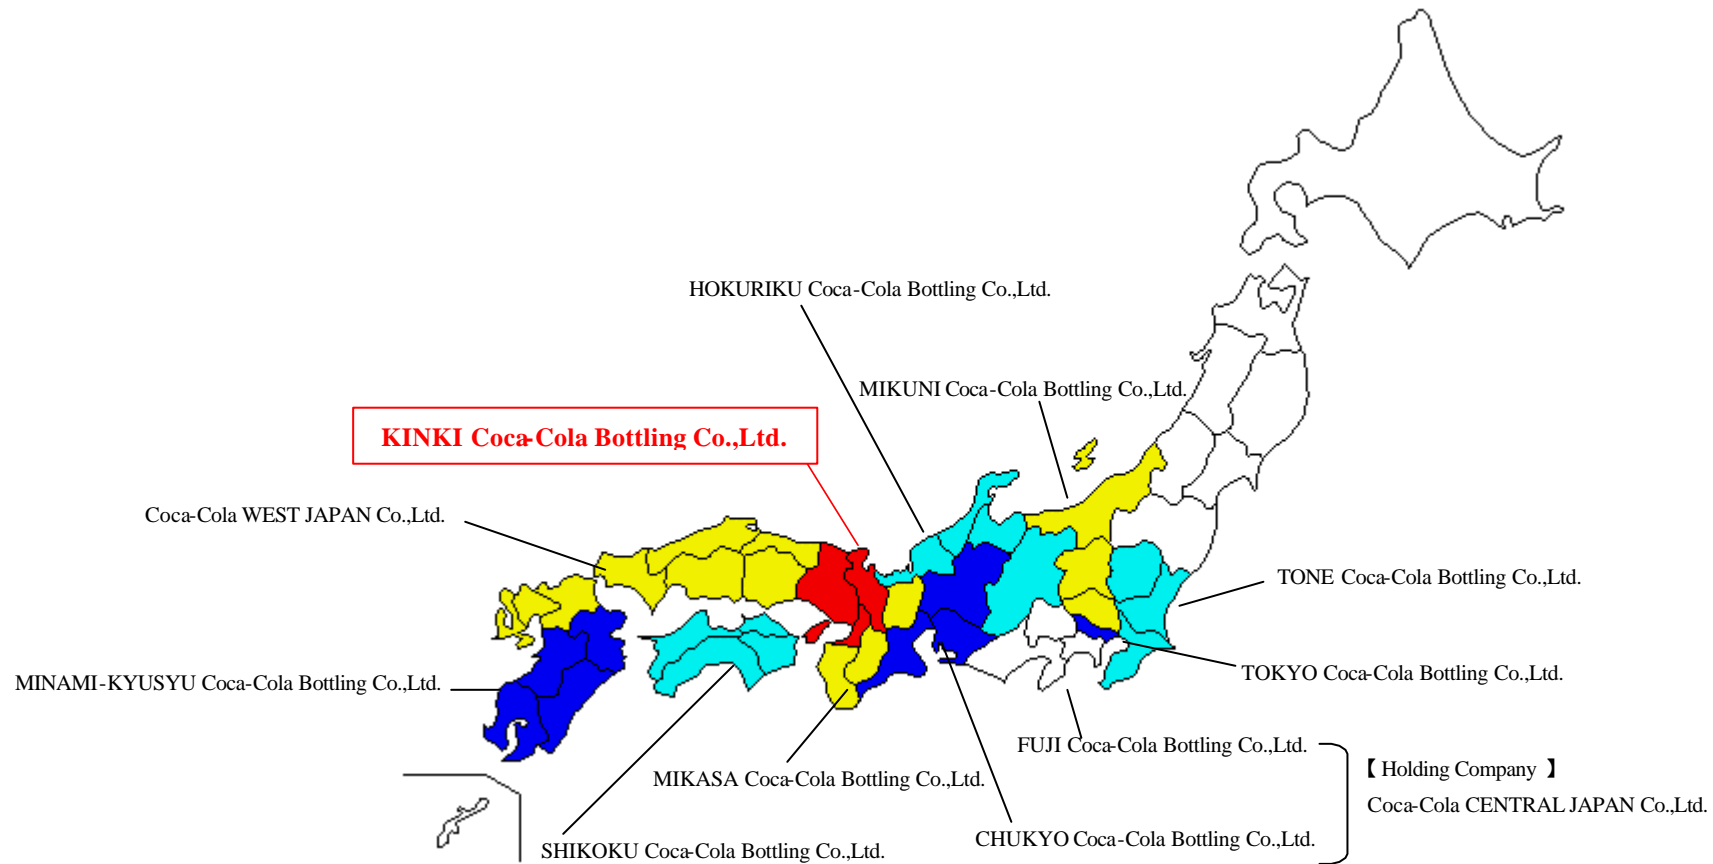 HOKURIKU Coca-Cola Bottling Co.,Ltd.
MIKUNI Coca-Cola Bottling Co.,Ltd.
KINKI Coca-Cola Bottling Co.,Ltd.
Coca-Cola WEST JAPAN Co.,Ltd.
TONE Coca-Cola Bottling Co.,Ltd.
TOKYO Coca-Cola Bottling Co.,Ltd.
MINAMI-KYUSYU Coca-Cola Bottling Co.,Ltd.
FUJI Coca-Cola Bottling Co.,Ltd.
【 Holding Company 】
MIKASA Coca-Cola Bottling Co.,Ltd.
Coca-Cola CENTRAL JAPAN Co.,Ltd.
CHUKYO Coca-Cola Bottling Co.,Ltd.
SHIKOKU Coca-Cola Bottling Co.,Ltd.